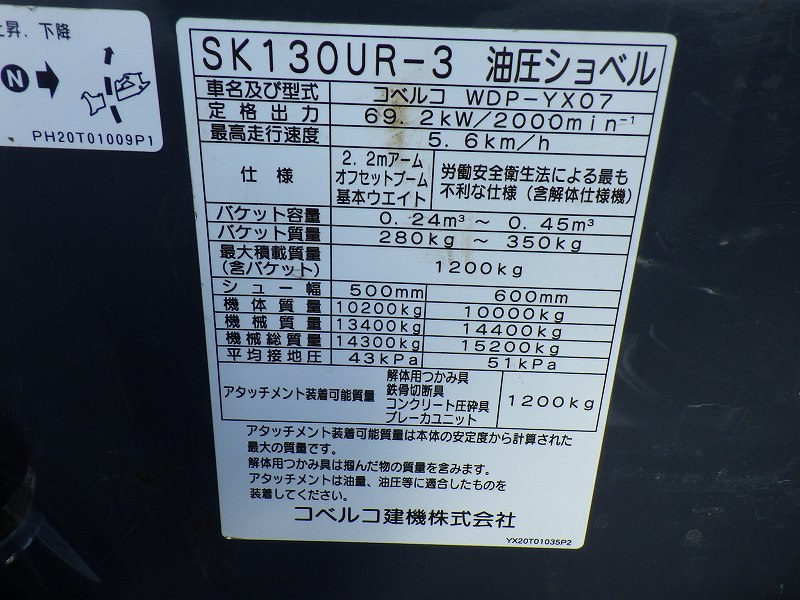 上昇、下降
N
PH20T01009P1
SK130UR-3 油圧ショベル
車名及び型式 コベルコ WDP-YX07
定格出力 69.2kW/2000min⁻¹
最高走行速度 5.6km/h
仕様 2.2mアーム オフセットブーム 基本ウエイト 労働安全衛生法による最も不利な仕様（含解体仕様機）
バケット容量 0.24m³ ～ 0.45m³
バケット質量 280kg ～ 350kg
最大積載質量（含バケット） 1200kg
シュー幅 500mm 600mm
機体質量 10200kg 10000kg
機械質量 13400kg 14400kg
機械総質量 14300kg 15200kg
平均接地圧 43kPa 51kPa
アタッチメント装着可能質量 解体用つかみ具 鉄骨切断具 コンクリート圧砕具 ブレーカユニット 1200kg
アタッチメント装着可能質量は本体の安定度から計算された
最大の質量です。
解体用つかみ具は掴んだ物の質量を含みます。
アタッチメントは油量、油圧等に適合したものを
装着してください。
コベルコ建機株式会社
YX20T01035P2